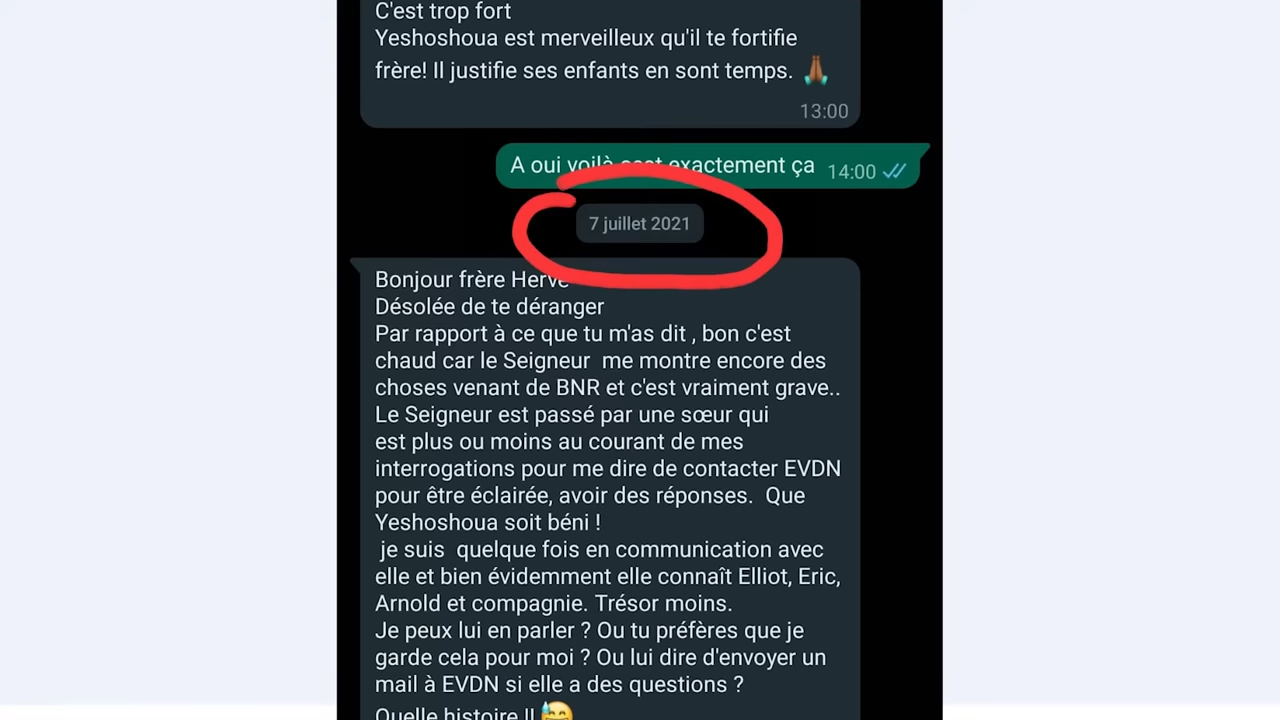 C'est trop fort
Yeshoshoua est merveilleux qu'il te fortifie
frère! Il justifie ses enfants en sont temps. 🙏🏾
13:00
A oui voilà cest exactement ça 14:00
7 juillet 2021
Bonjour frère Hervé
Désolée de te déranger
Par rapport à ce que tu m'as dit , bon c'est
chaud car le Seigneur  me montre encore des
choses venant de BNR et c'est vraiment grave..
Le Seigneur est passé par une sœur qui
est plus ou moins au courant de mes
interrogations pour me dire de contacter EVDN
pour être éclairée, avoir des réponses.  Que
Yeshoshoua soit béni !
je suis  quelque fois en communication avec
elle et bien évidemment elle connaît Elliot, Eric,
Arnold et compagnie. Trésor moins.
Je peux lui en parler ? Ou tu préfères que je
garde cela pour moi ? Ou lui dire d'envoyer un
mail à EVDN si elle a des questions ?
Quelle histoire !! 😅